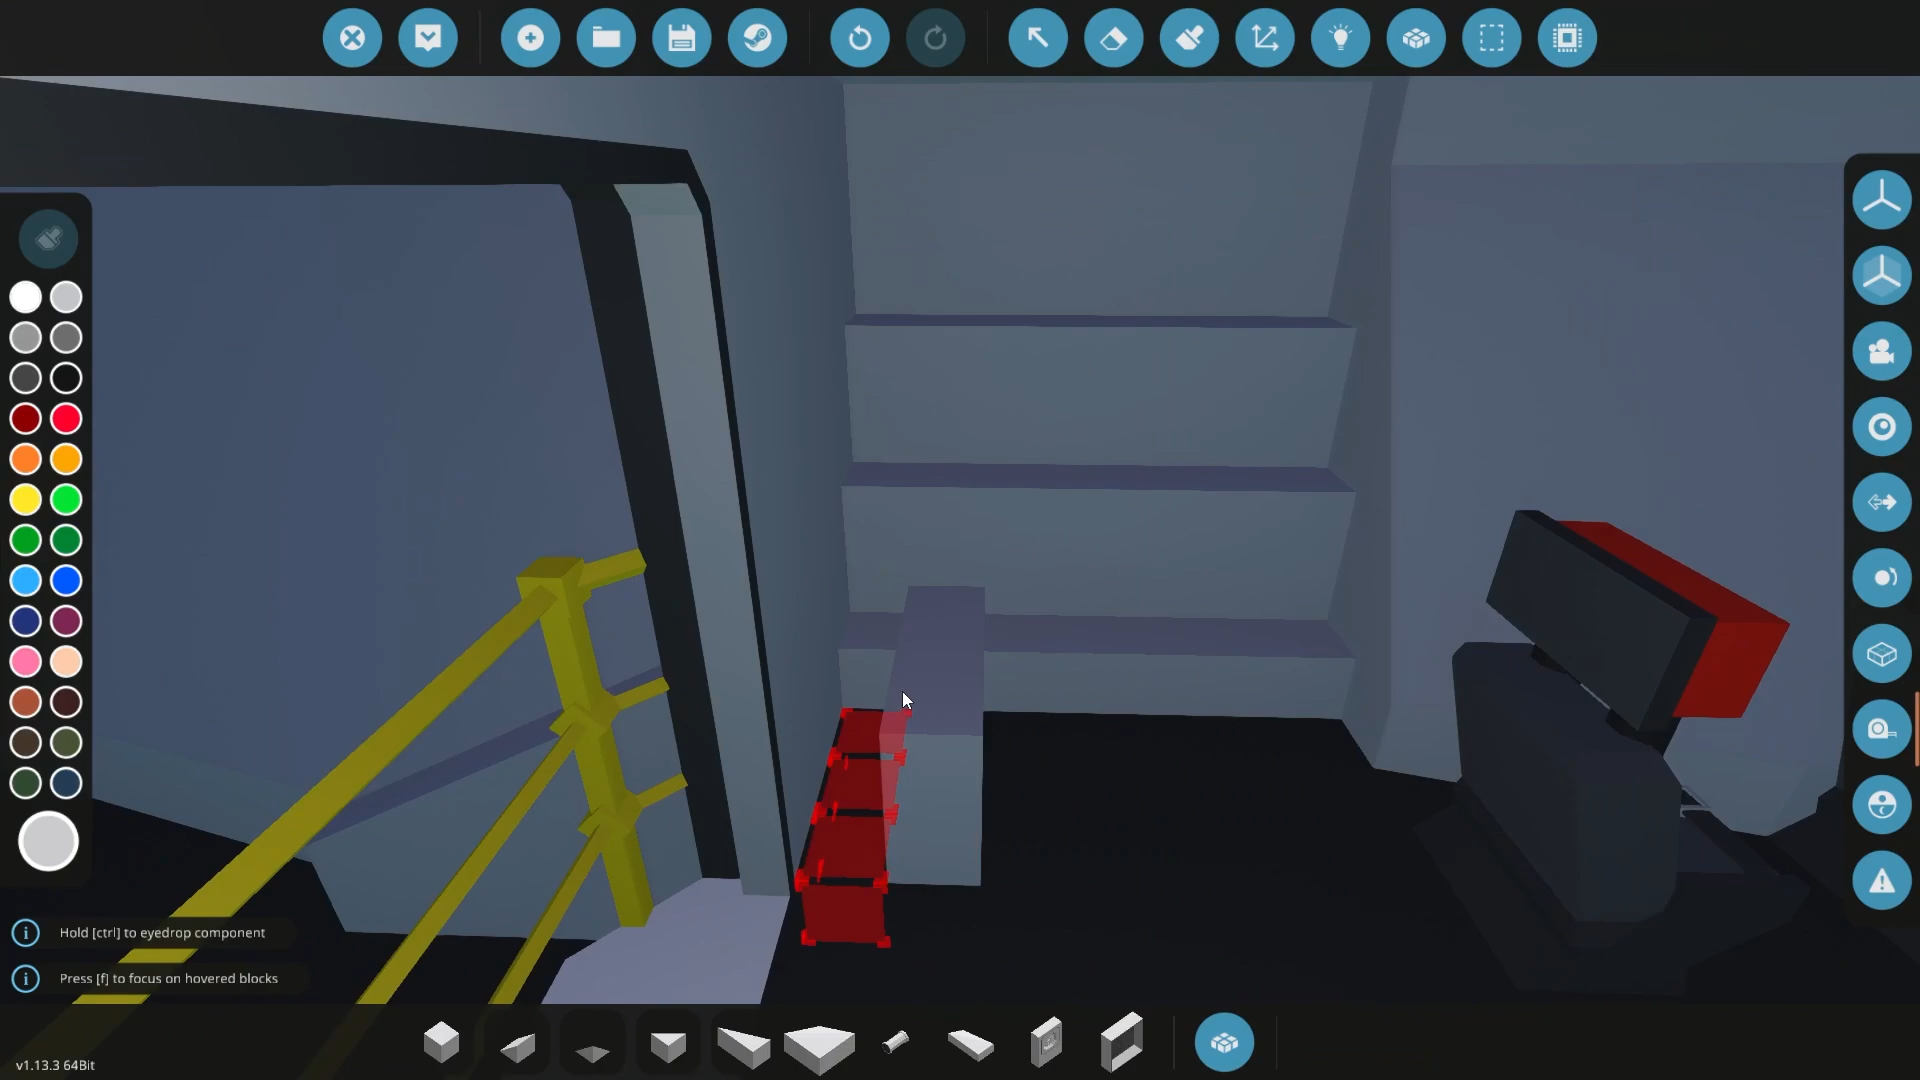 Hold [ctrl] to eyedrop component
Press [f] to focus on hovered blocks
v1.13.3 64Bit